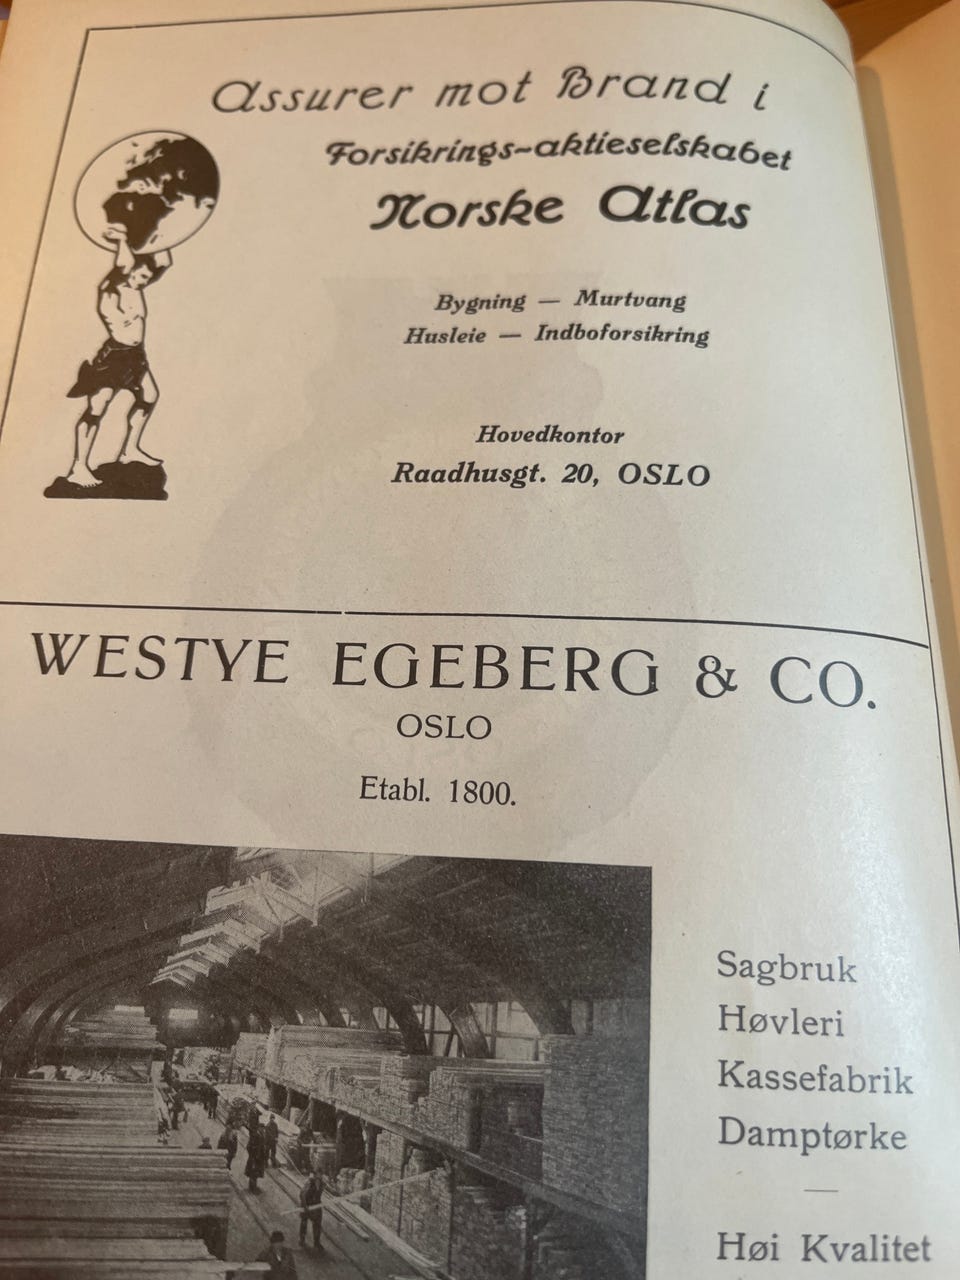 Assurer mot Brand i
Forsikrings-aktieselskabet
Norske Atlas
Bygning — Murtvang
Husleie — Indboforsikring
Hovedkontor
Raadhusgt. 20, OSLO
WESTYE EGEBERG & CO.
OSLO
Etabl. 1800.
Sagbruk
Høvleri
Kassefabrik
Damptørke
—
Høi Kvalitet